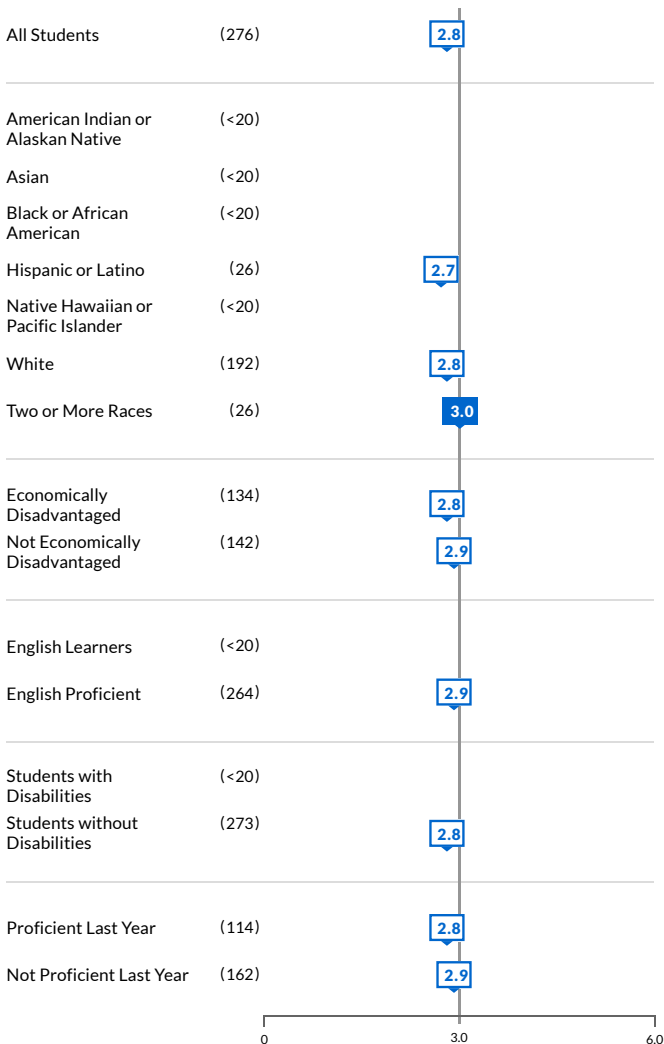 All Students (276) 2.8
American Indian or (<20)
Alaskan Native
Asian (<20)
Black or African (<20)
American
Hispanic or Latino (26) 2.7
Native Hawaiian or (<20)
Pacific Islander
White (192) 2.8
Two or More Races (26) 3.0
Economically (134) 2.8
Disadvantaged
Not Economically (142) 2.9
Disadvantaged
English Learners (<20)
English Proficient (264) 2.9
Students with (<20)
Disabilities
Students without (273) 2.8
Disabilities
Proficient Last Year (114) 2.8
Not Proficient Last Year (162) 2.9
0 3.0 6.0